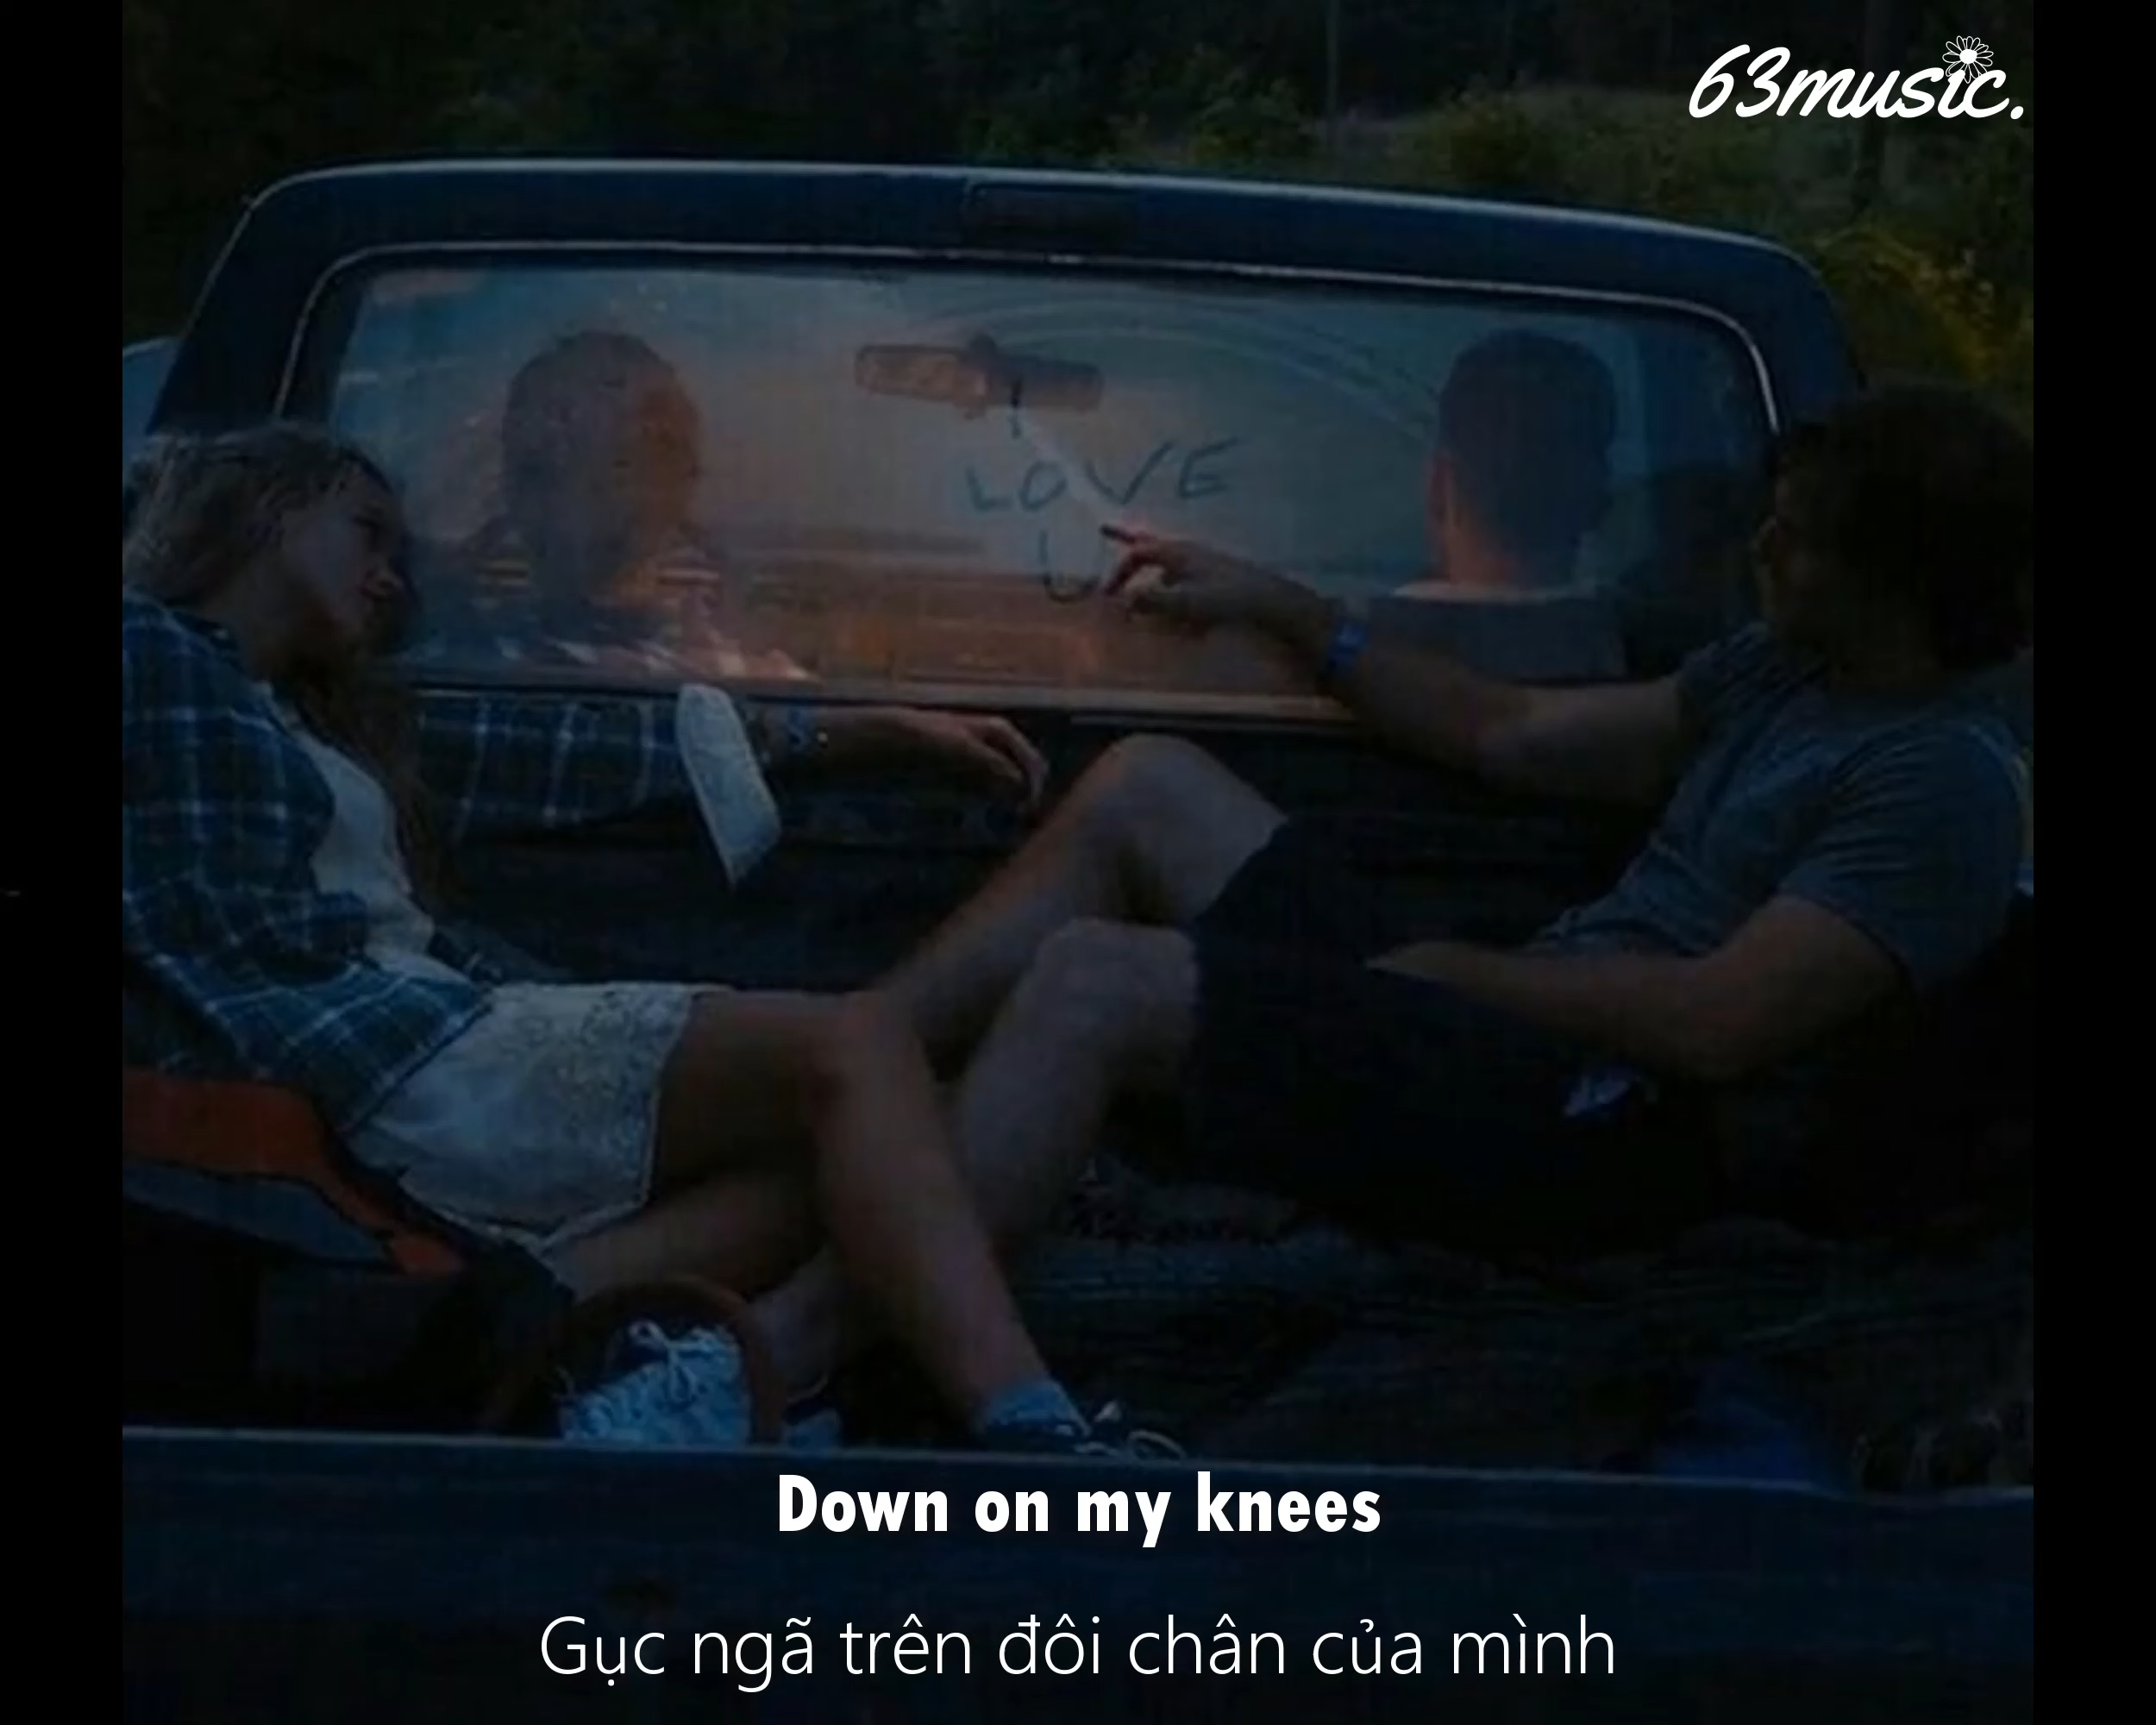 63music.
I
LOVE
U
Down on my knees
Gục ngã trên đôi chân của mình